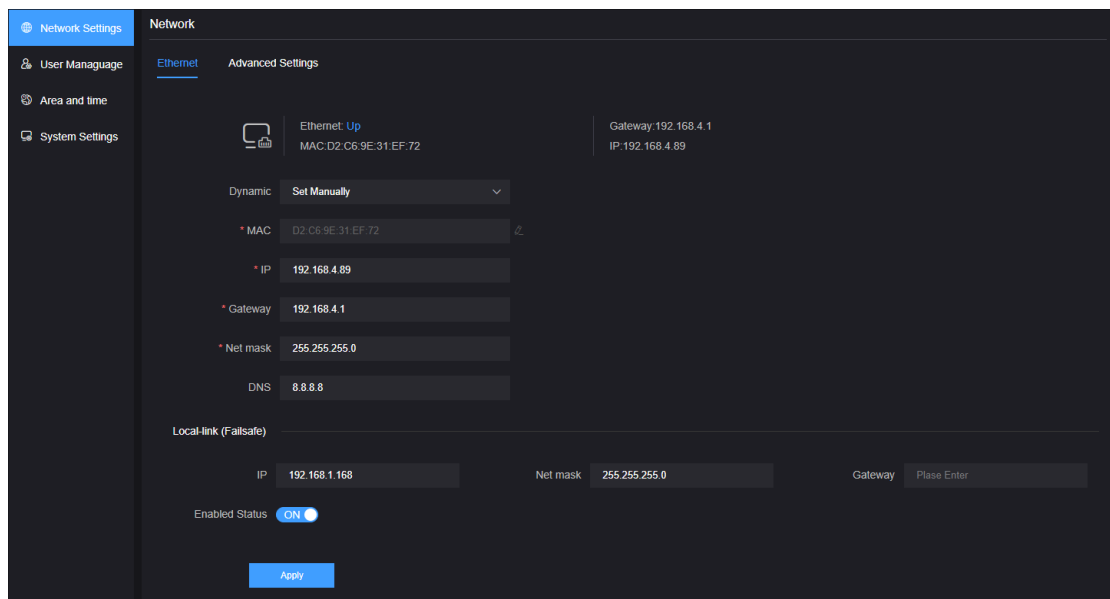 Network Settings
User Managuage
Area and time
System Settings
Network
Ethernet Advanced Settings
Ethernet: Up
MAC:D2:C6:9E:31:EF:72
Gateway:192.168.4.1
IP:192.168.4.89
Dynamic Set Manually
* MAC D2:C6:9E:31:EF:72
* IP 192.168.4.89
* Gateway 192.168.4.1
* Net mask 255.255.255.0
DNS 8.8.8.8
Local-link (Failsafe)
IP 192.168.1.168 Net mask 255.255.255.0 Gateway Plase Enter
Enabled Status ON
Apply